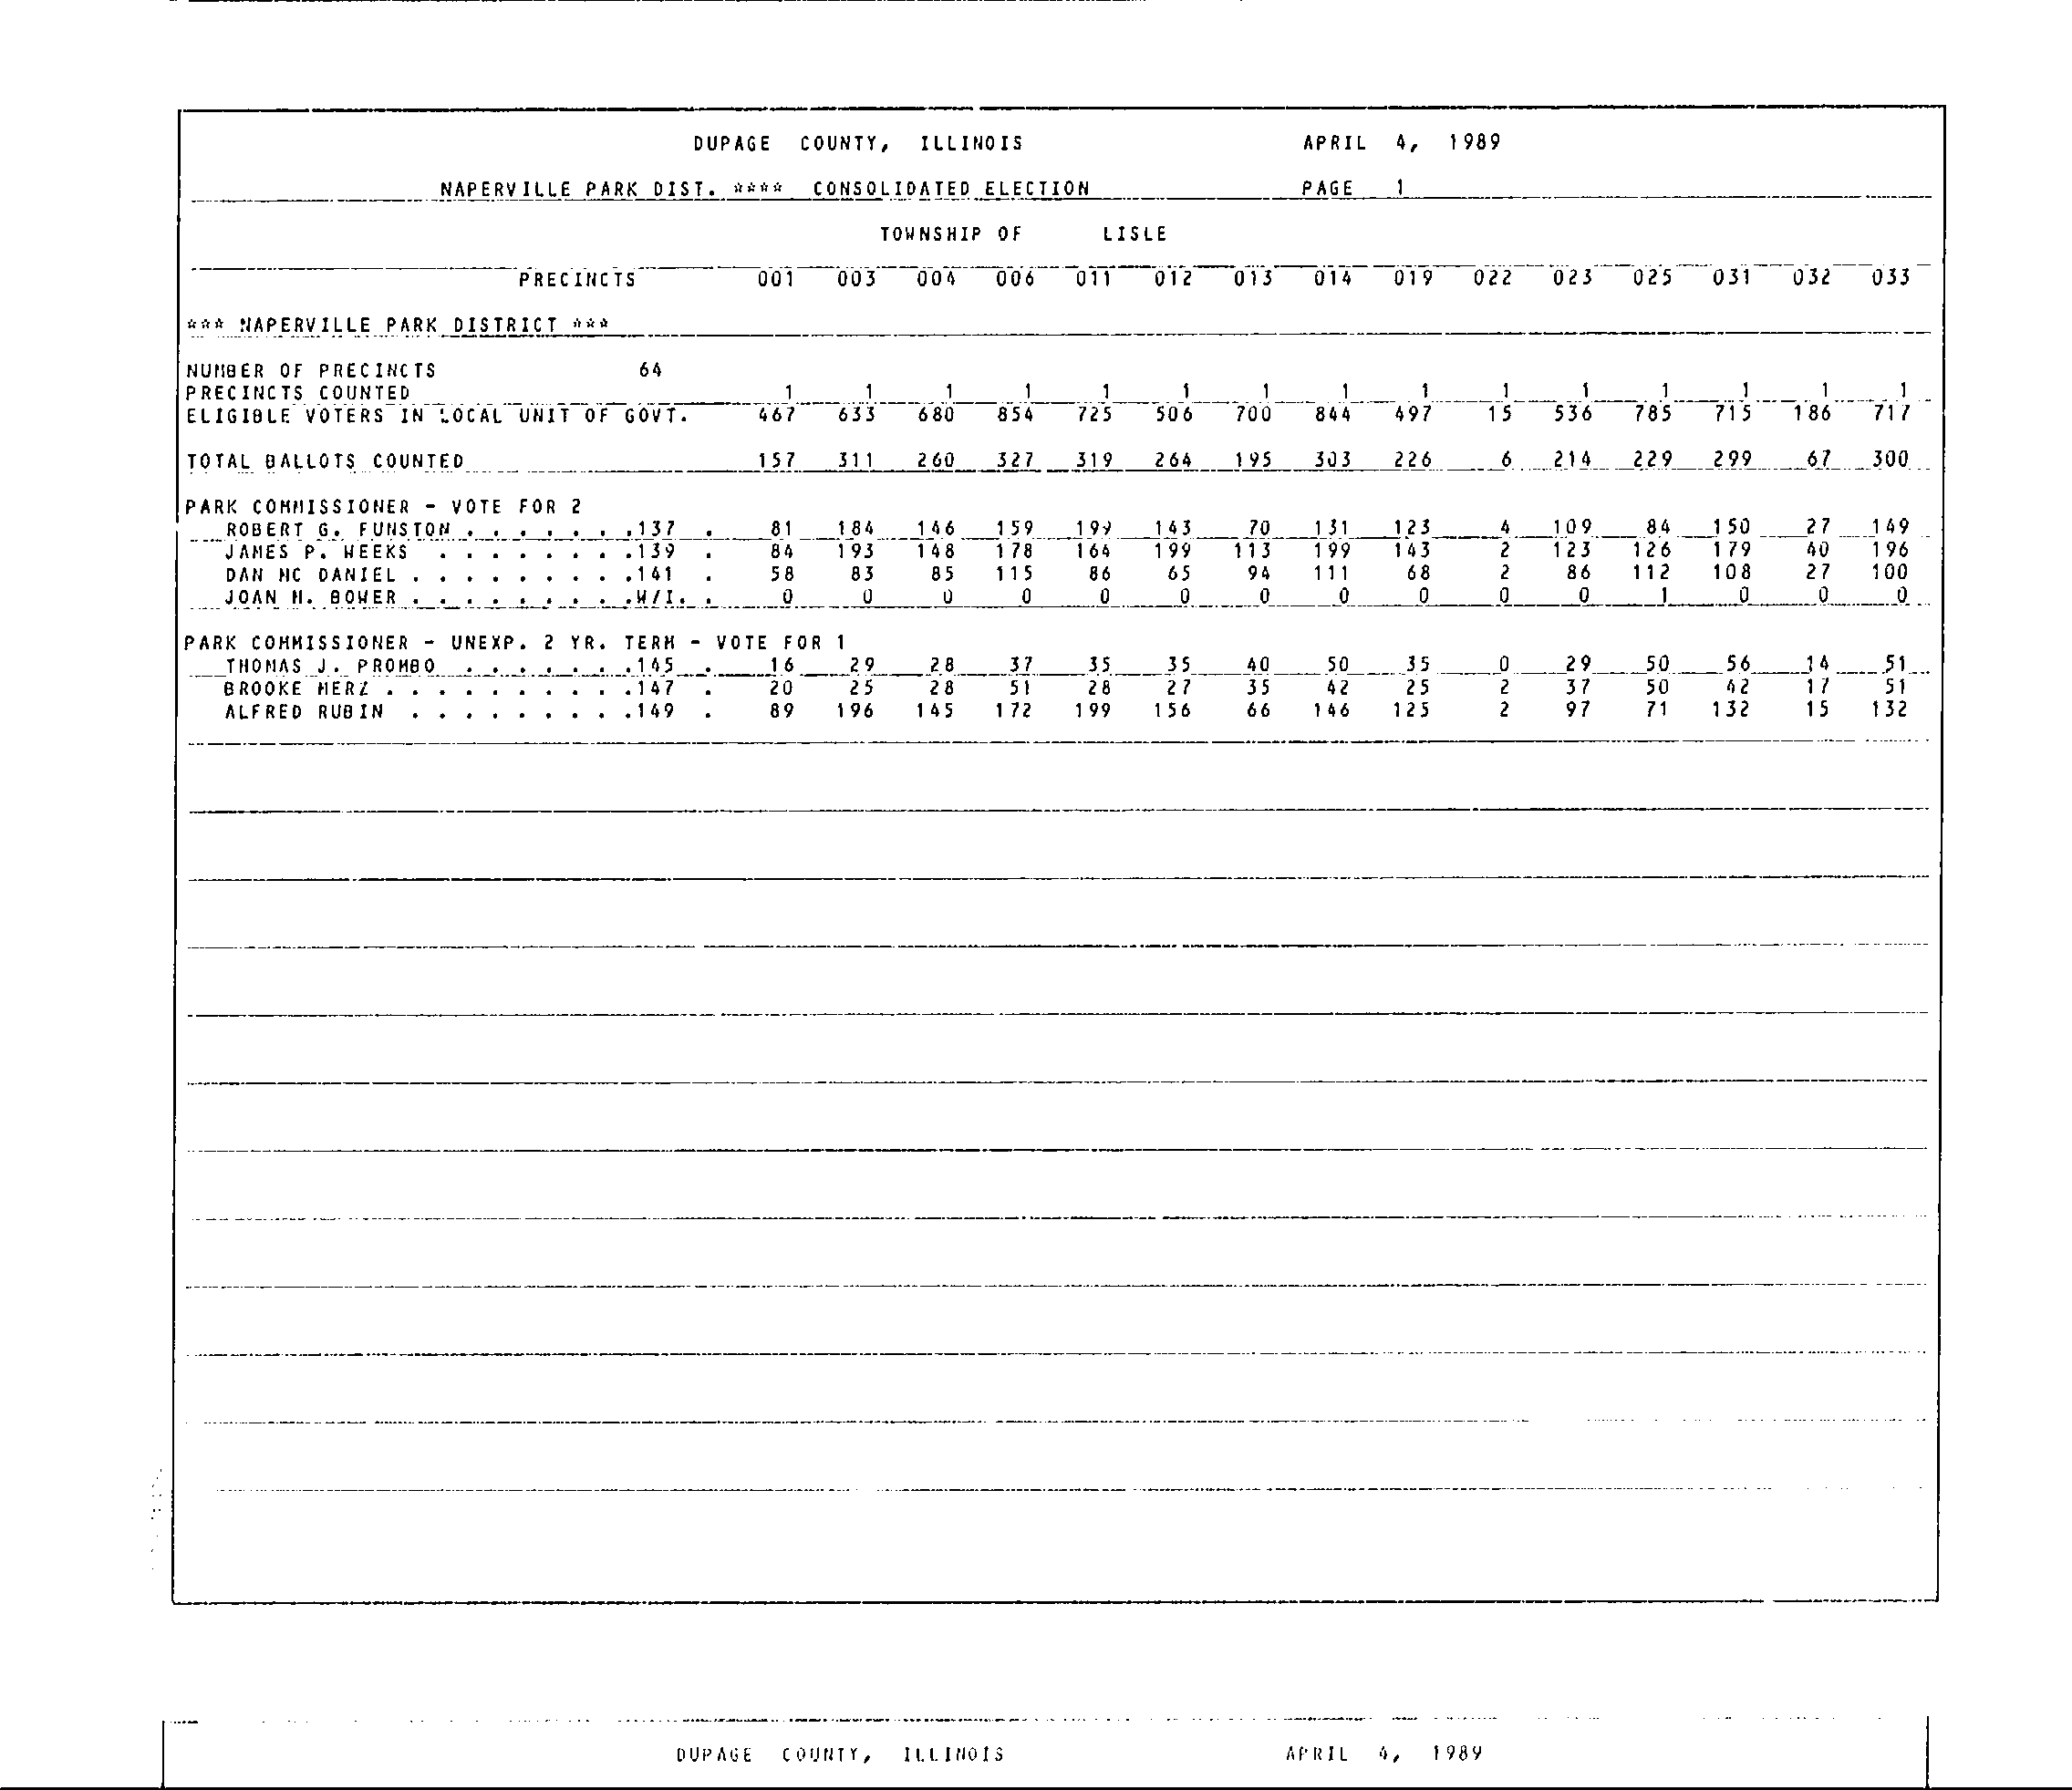 DUPAGE COUNTY, ILLINOIS APRIL 4, 1989
NAPERVILLE PARK DIST. **** CONSOLIDATED ELECTION PAGE 1
TOWNSHIP OF LISLE
PRECINCTS 001 003 004 006 011 012 013 014 019 022 023 025 031 032 033
*** NAPERVILLE PARK DISTRICT ***
NUMBER OF PRECINCTS 64
PRECINCTS COUNTED 1 1 1 1 1 1 1 1 1 1 1 1 1 1 1
ELIGIBLE VOTERS IN LOCAL UNIT OF GOVT. 467 633 680 854 725 506 700 844 497 15 536 785 715 186 717
TOTAL BALLOTS COUNTED 157 311 260 327 319 264 195 303 226 6 214 229 299 67 300
PARK COMMISSIONER - VOTE FOR 2
ROBERT G. FUNSTON . . . . . . .137 . 81 184 146 159 199 143 70 131 123 4 109 84 150 27 149
JAMES P. WEEKS . . . . . . . .139 . 84 193 148 178 164 199 113 199 143 2 123 126 179 40 196
DAN MC DANIEL . . . . . . . . .141 . 58 83 85 115 86 65 94 111 68 2 86 112 108 27 100
JOAN M. BOWER . . . . . . . . .W/I. . 0 0 0 0 0 0 0 0 0 0 0 1 0 0 0
PARK COMMISSIONER - UNEXP. 2 YR. TERM - VOTE FOR 1
THOMAS J. PROMBO . . . . . . .145 . 16 29 28 37 35 35 40 50 35 0 29 50 56 14 51
BROOKE MERZ . . . . . . . . . .147 . 20 25 28 51 28 27 35 42 25 2 37 50 42 17 51
ALFRED RUBIN . . . . . . . . .149 . 89 196 145 172 199 156 66 146 125 2 97 71 132 15 132
DUPAGE COUNTY, ILLINOIS APRIL 4, 1989